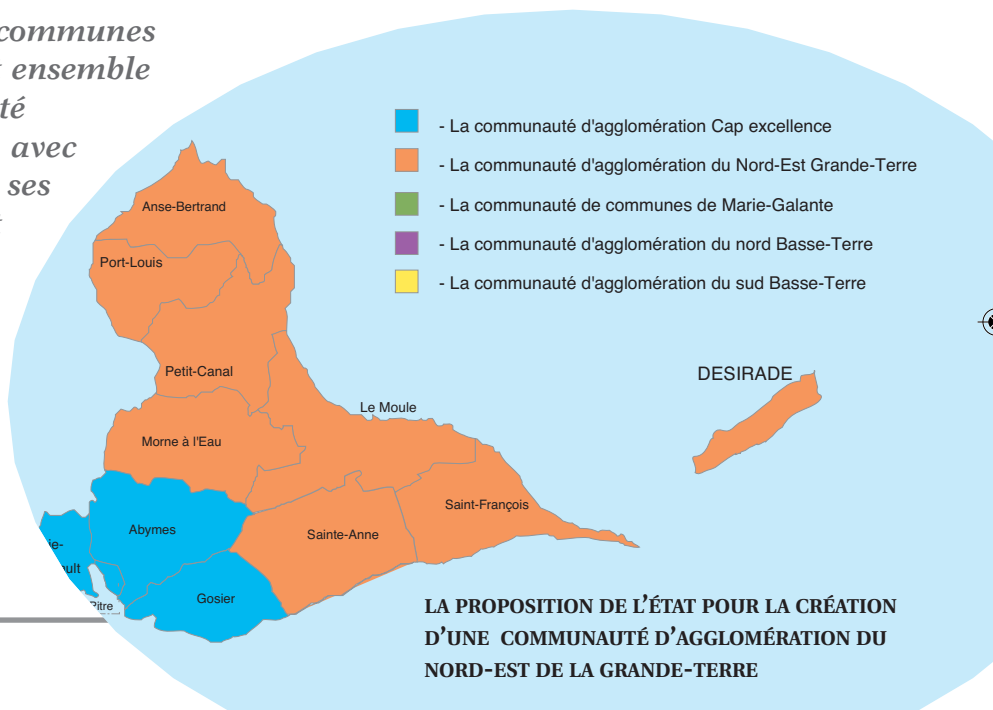 communes
ensemble
té
avec
ses
- La communauté d'agglomération Cap excellence
- La communauté d'agglomération du Nord-Est Grande-Terre
- La communauté de communes de Marie-Galante
- La communauté d'agglomération du nord Basse-Terre
- La communauté d'agglomération du sud Basse-Terre
Anse-Bertrand
Port-Louis
Petit-Canal
DESIRADE
Le Moule
Morne à l'Eau
Saint-François
Abymes
Sainte-Anne
ie-
ult
Pitre
Gosier
LA PROPOSITION DE L'ÉTAT POUR LA CRÉATION
D'UNE COMMUNAUTÉ D'AGGLOMÉRATION DU
NORD-EST DE LA GRANDE-TERRE